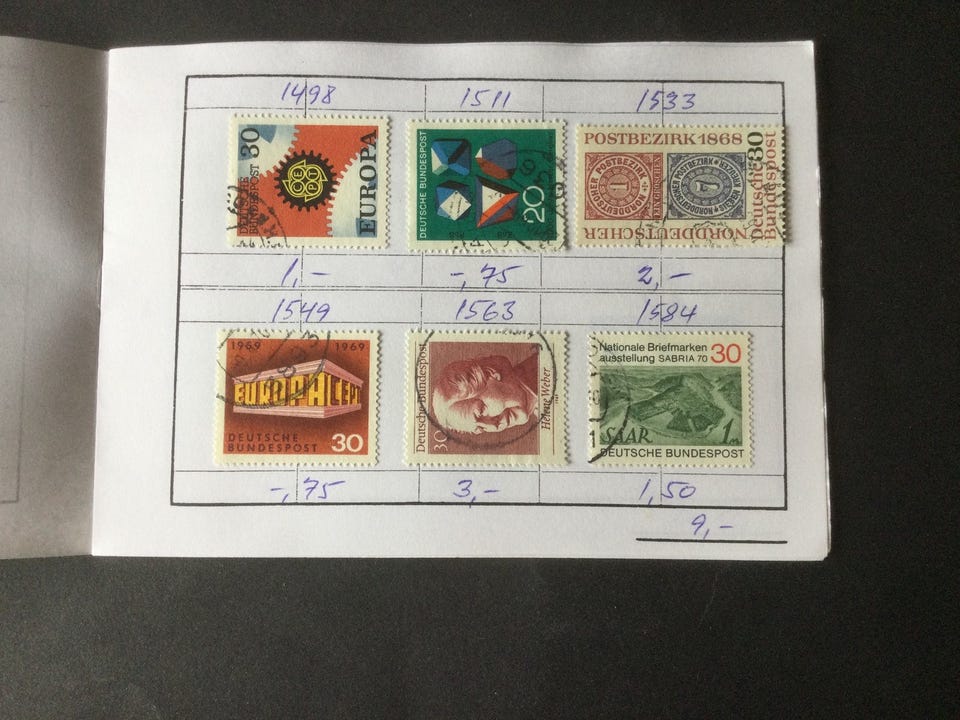 1498 1511 1533
DEUTSCHE
BUNDESPOST 30
CEPT
EUROPA
DEUTSCHE BUNDESPOST
20
POSTBEZIRK 1868
NORDDEUTSCHER
30
Deutsche
Bundespost
1,- -,75 2,-
1549 1563 1584
1969 1969
EUROPA CEPT
DEUTSCHE
BUNDESPOST 30
Deutsche Bundespost
30
Helene Weber
Nationale Briefmarken
ausstellung SABRIA 70 30
SAAR 1M
DEUTSCHE BUNDESPOST
-,75 3,- 1,50
9,-